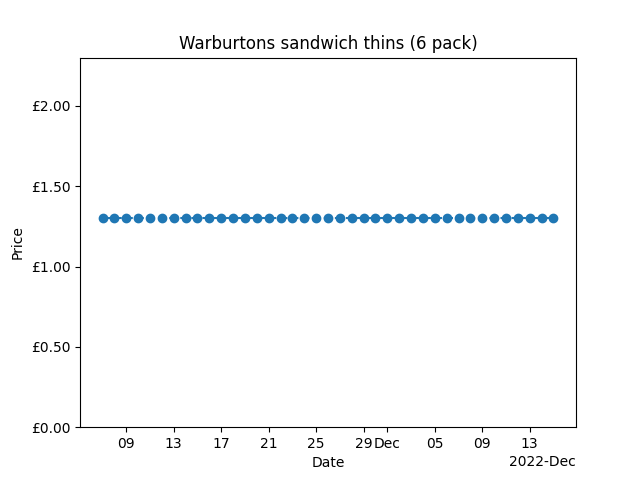 Warburtons sandwich thins (6 pack)
£2.00
£1.50
£1.00
£0.50
£0.00
Price
09 13 17 21 25 29 Dec 05 09 13
Date
2022-Dec